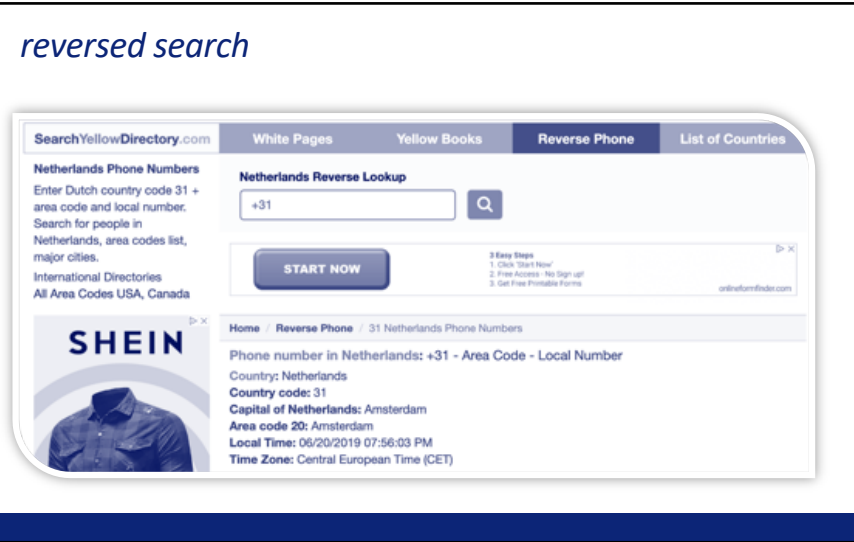 reversed search
SearchYellowDirectory.com
White Pages
Yellow Books
Reverse Phone
List of Countries
Netherlands Phone Numbers
Enter Dutch country code 31 +
area code and local number.
Search for people in
Netherlands, area codes list,
major cities.
International Directories
All Area Codes USA, Canada
SHEIN
Netherlands Reverse Lookup
+31
START NOW
3 Easy Steps
1. Click 'Start Now'
2. Free Access - No Sign up!
3. Get Free Printable Forms
onlineformfinder.com
Home / Reverse Phone / 31 Netherlands Phone Numbers
Phone number in Netherlands: +31 - Area Code - Local Number
Country: Netherlands
Country code: 31
Capital of Netherlands: Amsterdam
Area code 20: Amsterdam
Local Time: 06/20/2019 07:56:03 PM
Time Zone: Central European Time (CET)